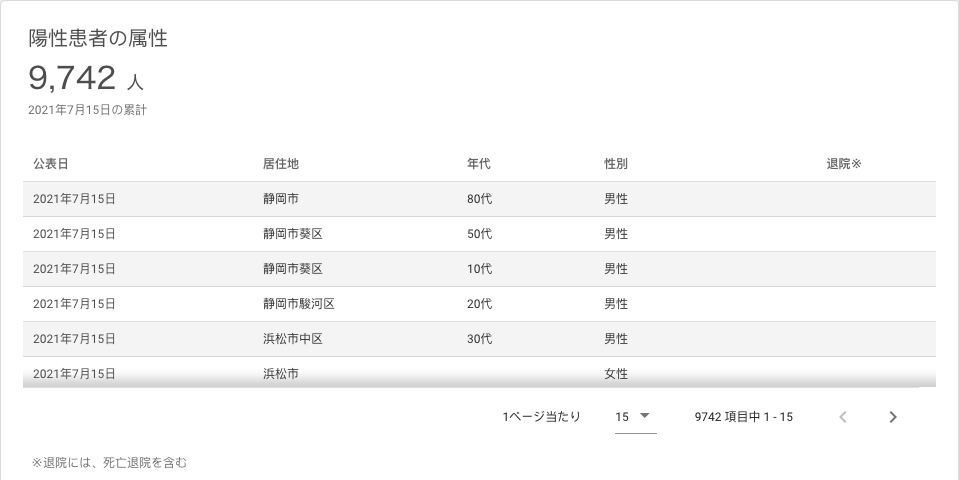 陽性患者の属性
9,742 人
2021年7月15日の累計
公表日 居住地 年代 性別 退院※
2021年7月15日 静岡市 80代 男性
2021年7月15日 静岡市葵区 50代 男性
2021年7月15日 静岡市葵区 10代 男性
2021年7月15日 静岡市駿河区 20代 男性
2021年7月15日 浜松市中区 30代 男性
2021年7月15日 浜松市 女性
1ページ当たり 15 9742 項目中 1 - 15
※退院には、死亡退院を含む